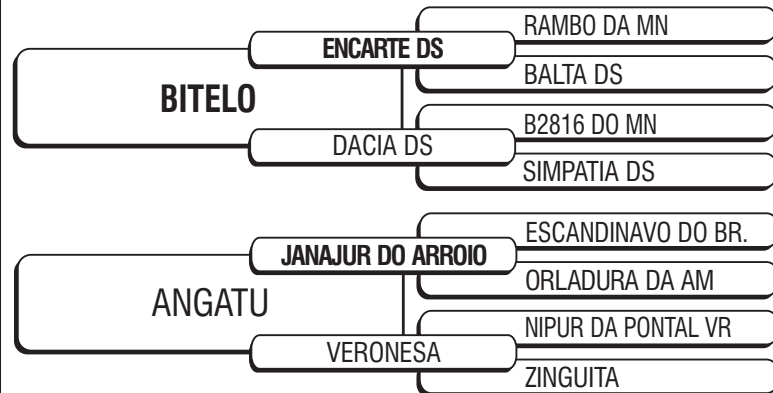 RAMBO DA MN
ENCARTE DS
BALTA DS
BITELO
B2816 DO MN
DACIA DS
SIMPATIA DS
ESCANDINAVO DO BR.
JANAJUR DO ARROIO
ORLADURA DA AM
ANGATU
NIPUR DA PONTAL VR
VERONESA
ZINGUITA